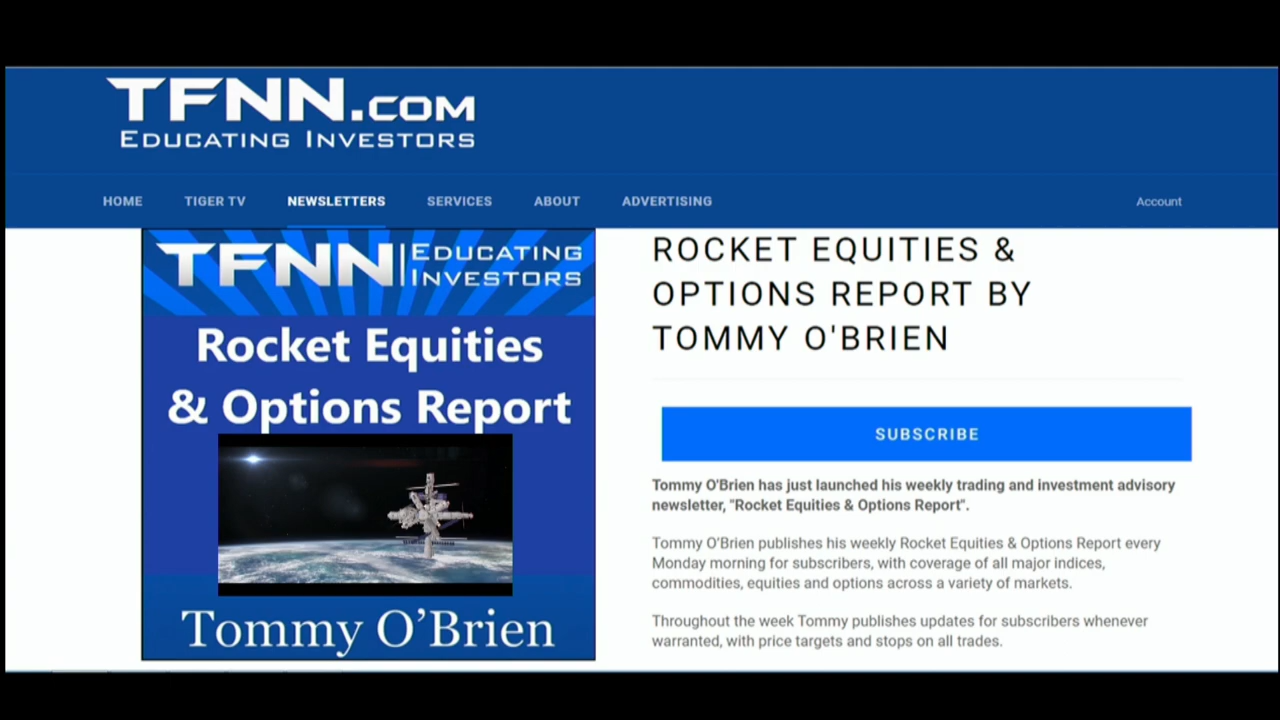 TFNN.COM
EDUCATING INVESTORS
HOME TIGER TV NEWSLETTERS SERVICES ABOUT ADVERTISING Account
TFNN EDUCATING
INVESTORS
Rocket Equities
& Options Report
Tommy O'Brien
ROCKET EQUITIES &
OPTIONS REPORT BY
TOMMY O'BRIEN
SUBSCRIBE
Tommy O'Brien has just launched his weekly trading and investment advisory
newsletter, "Rocket Equities & Options Report".
Tommy O'Brien publishes his weekly Rocket Equities & Options Report every
Monday morning for subscribers, with coverage of all major indices,
commodities, equities and options across a variety of markets.
Throughout the week Tommy publishes updates for subscribers whenever
warranted, with price targets and stops on all trades.